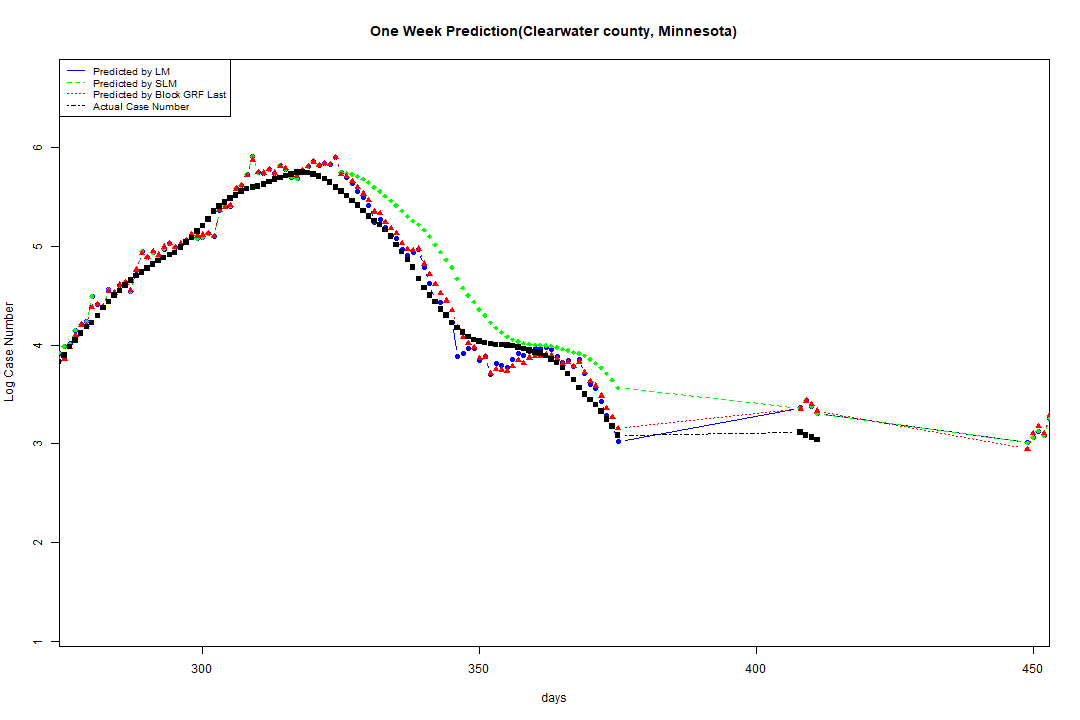 One Week Prediction(Clearwater county, Minnesota)
Predicted by LM
Predicted by SLM
Predicted by Block GRF Last
Actual Case Number
6
5
4
3
2
1
Log Case Number
300 350 400 450
days